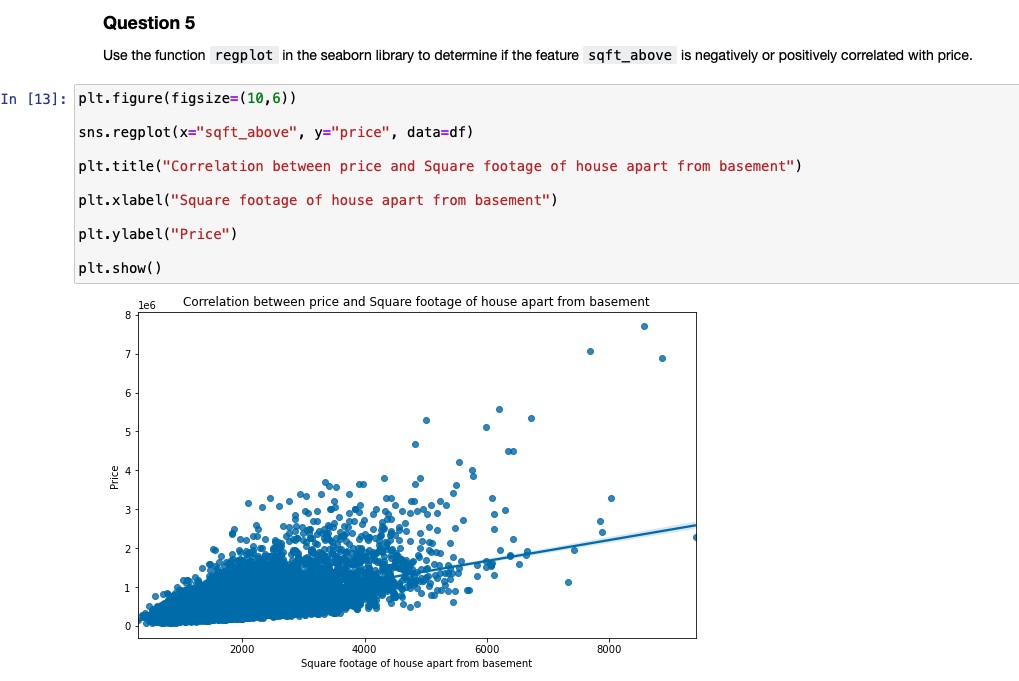 Question 5
Use the function regplot in the seaborn library to determine if the feature sqft_above is negatively or positively correlated with price.
In [13]: plt.figure(figsize=(10,6))
sns.regplot(x="sqft_above", y="price", data=df)
plt.title("Correlation between price and Square footage of house apart from basement")
plt.xlabel("Square footage of house apart from basement")
plt.ylabel("Price")
plt.show()
1e6 Correlation between price and Square footage of house apart from basement
8
7
6
5
4
3
2
1
0
Price
2000 4000 6000 8000
Square footage of house apart from basement